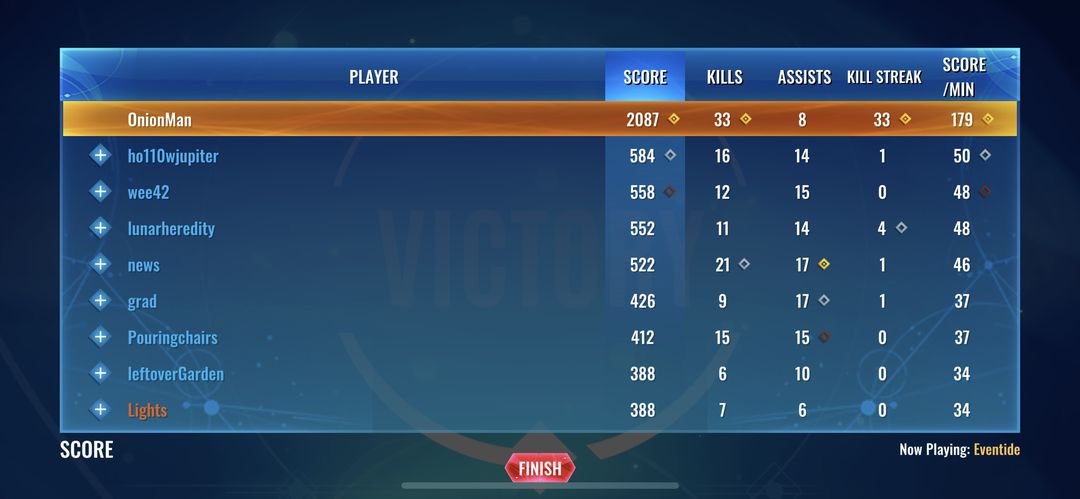 PLAYER SCORE KILLS ASSISTS KILL STREAK SCORE
/MIN
OnionMan 2087 33 8 33 179
ho110wjupiter 584 16 14 1 50
wee42 558 12 15 0 48
lunarheredity 552 11 14 4 48
news 522 21 17 1 46
grad 426 9 17 1 37
Pouringchairs 412 15 15 0 37
leftoverGarden 388 6 10 0 34
Lights 388 7 6 0 34
VICTORY
SCORE
Now Playing: Eventide
FINISH